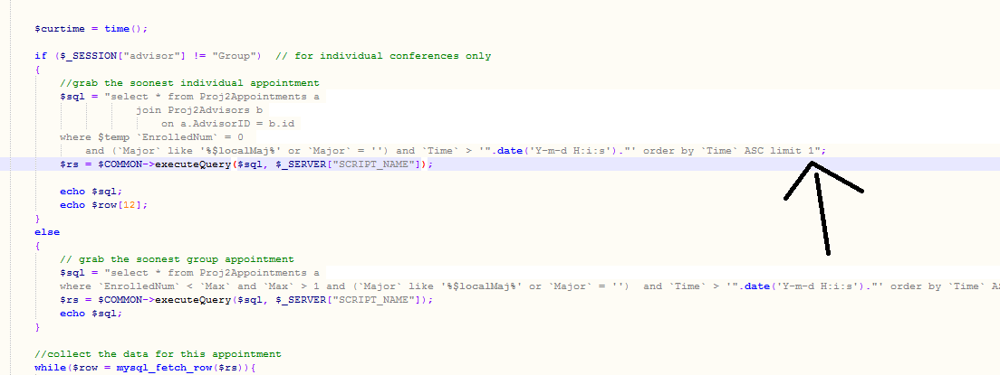 $curtime = time();
if ($_SESSION["advisor"] != "Group")  // for individual conferences only
{
//grab the soonest individual appointment
$sql = "select * from Proj2Appointments a
join Proj2Advisors b
on a.AdvisorID = b.id
where $temp `EnrolledNum` = 0
and (`Major` like '%$localMaj%' or `Major` = '') and `Time` > '".date('Y-m-d H:i:s')."' order by `Time` ASC limit 1";
$rs = $COMMON->executeQuery($sql, $_SERVER["SCRIPT_NAME"]);
echo $sql;
echo $row[12];
}
else
{
// grab the soonest group appointment
$sql = "select * from Proj2Appointments a
where `EnrolledNum` < `Max` and `Max` > 1 and (`Major` like '%$localMaj%' or `Major` = '')  and `Time` > '".date('Y-m-d H:i:s')."' order by `Time` AS
$rs = $COMMON->executeQuery($sql, $_SERVER["SCRIPT_NAME"]);
echo $sql;
}
//collect the data for this appointment
while($row = mysql_fetch_row($rs)){